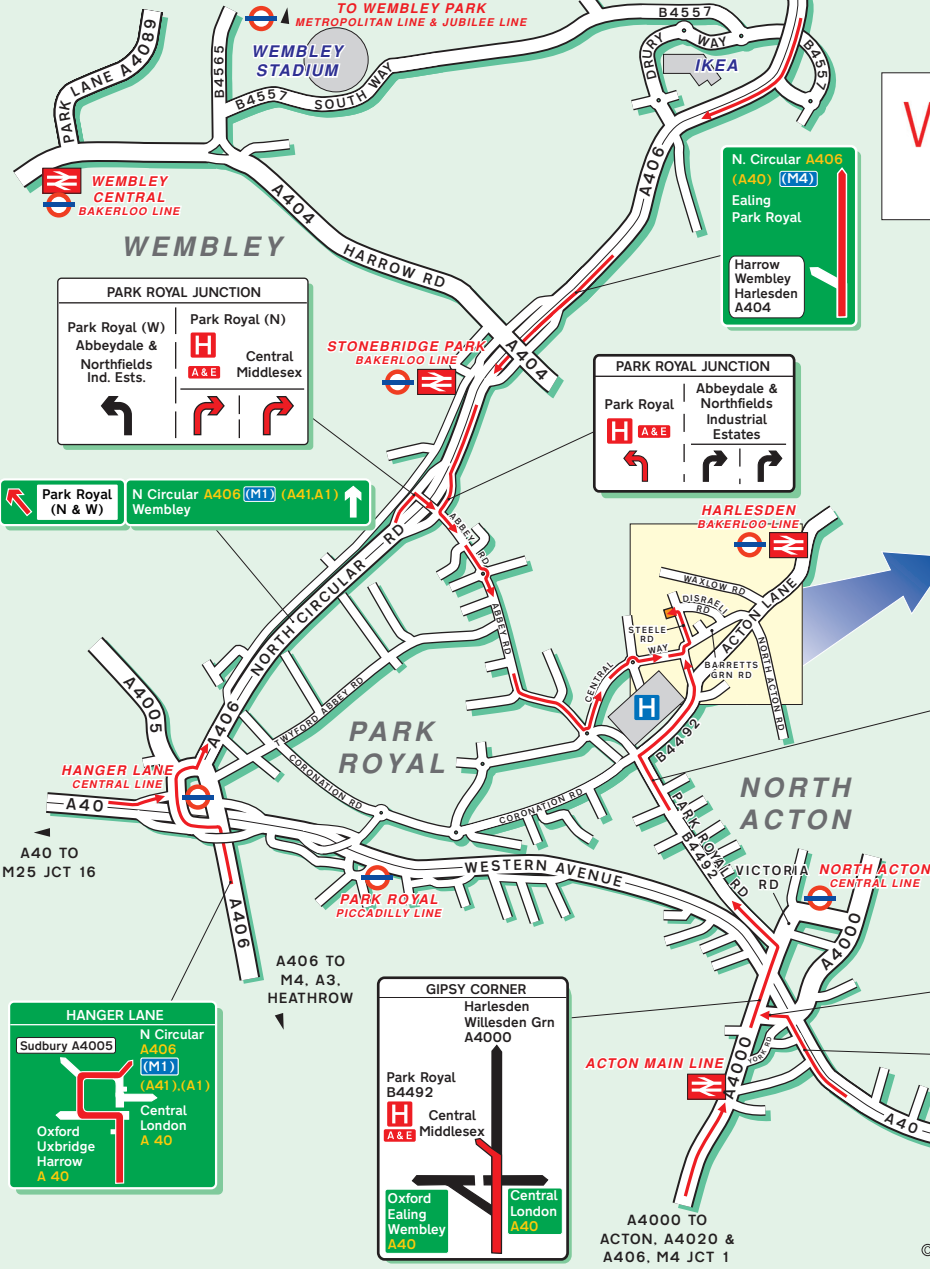 TO WEMBLEY PARK
METROPOLITAN LINE & JUBILEE LINE
B4557
PARK LANE A4089
B4565
WEMBLEY
STADIUM
DRURY
WAY
IKEA
B4557
B4557
SOUTH WAY
V
WEMBLEY
CENTRAL
BAKERLOO LINE
A404
A406
N. Circular A406
(A40) (M4)
Ealing
Park Royal
Harrow
Wembley
Harlesden
A404
WEMBLEY
HARROW RD
PARK ROYAL JUNCTION
Park Royal (W)
Abbeydale &
Northfields
Ind. Ests.
Park Royal (N)
H
A & E
Central
Middlesex
STONEBRIDGE PARK
BAKERLOO LINE
A404
PARK ROYAL JUNCTION
Park Royal
H A & E
Abbeydale &
Northfields
Industrial
Estates
Park Royal
(N & W)
N Circular A406 (M1) (A41,A1)
Wembley
HARLESDEN
BAKERLOO LINE
ABBEY RD
NORTH CIRCULAR RD
WAXLOW RD
DISRAELI
RD
ACTON LANE
ABBEY RD
STEELE
RD
CENTRAL
WAY
BARRETTS
GRN RD
NORTH ACTON RD
A4005
A406
TWYFORD ABBEY RD
H
B4492
PARK
ROYAL
HANGER LANE
CENTRAL LINE
A40
CORONATION RD
CORONATION RD
NORTH
ACTON
PARK ROYAL RD
B4492
A40 TO
M25 JCT 16
WESTERN AVENUE
VICTORIA
RD
NORTH ACTON
CENTRAL LINE
PARK ROYAL
PICCADILLY LINE
A406
A4000
A406 TO
M4, A3,
HEATHROW
HANGER LANE
Sudbury A4005
N Circular
A406
(M1)
(A41),(A1)
Central
London
A 40
Oxford
Uxbridge
Harrow
A 40
GIPSY CORNER
Harlesden
Willesden Grn
A4000
Park Royal
B4492
H
A & E
Central
Middlesex
Oxford
Ealing
Wembley
A40
Central
London
A40
ACTON MAIN LINE
A4000
YORK RD
A40
A4000 TO
ACTON, A4020 &
A406, M4 JCT 1
©